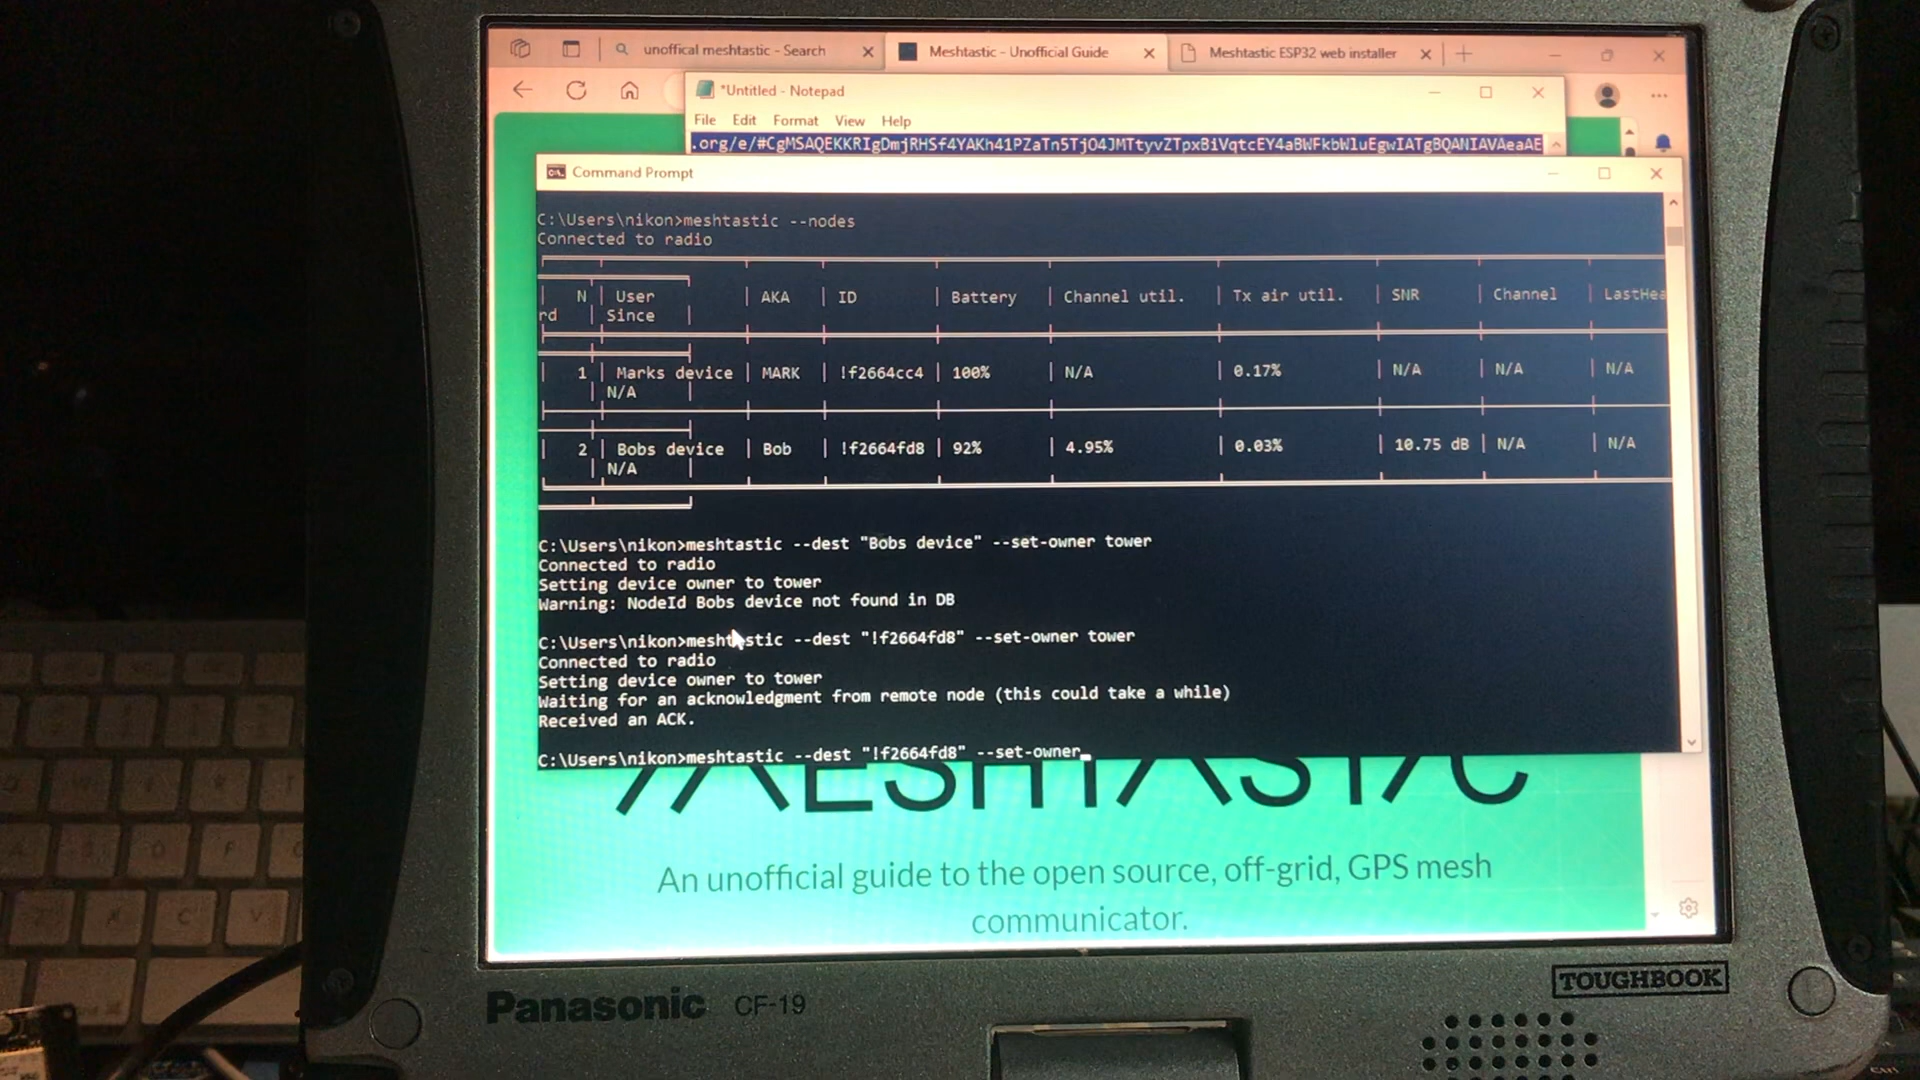 unoffical meshtastic - Search
Meshtastic - Unofficial Guide
Meshtastic ESP32 web installer
*Untitled - Notepad
File Edit Format View Help
Command Prompt
C:\Users\nikon>meshtastic --nodes
Connected to radio
N | User | AKA | ID | Battery | Channel util. | Tx air util. | SNR | Channel | LastHea
rd | Since |
1 | Marks device | MARK | !f2664cc4 | 100% | N/A | 0.17% | N/A | N/A | N/A
| N/A |
2 | Bobs device | Bob | !f2664fd8 | 92% | 4.95% | 0.03% | 10.75 dB | N/A | N/A
| N/A |
C:\Users\nikon>meshtastic --dest "Bobs device" --set-owner tower
Connected to radio
Setting device owner to tower
Warning: NodeId Bobs device not found in DB
C:\Users\nikon>meshtastic --dest "!f2664fd8" --set-owner tower
Connected to radio
Setting device owner to tower
Waiting for an acknowledgment from remote node (this could take a while)
Received an ACK.
C:\Users\nikon>meshtastic --dest "!f2664fd8" --set-owner_
MESHTASTIC
An unofficial guide to the open source, off-grid, GPS mesh
communicator.
TOUGHBOOK
Panasonic CF-19